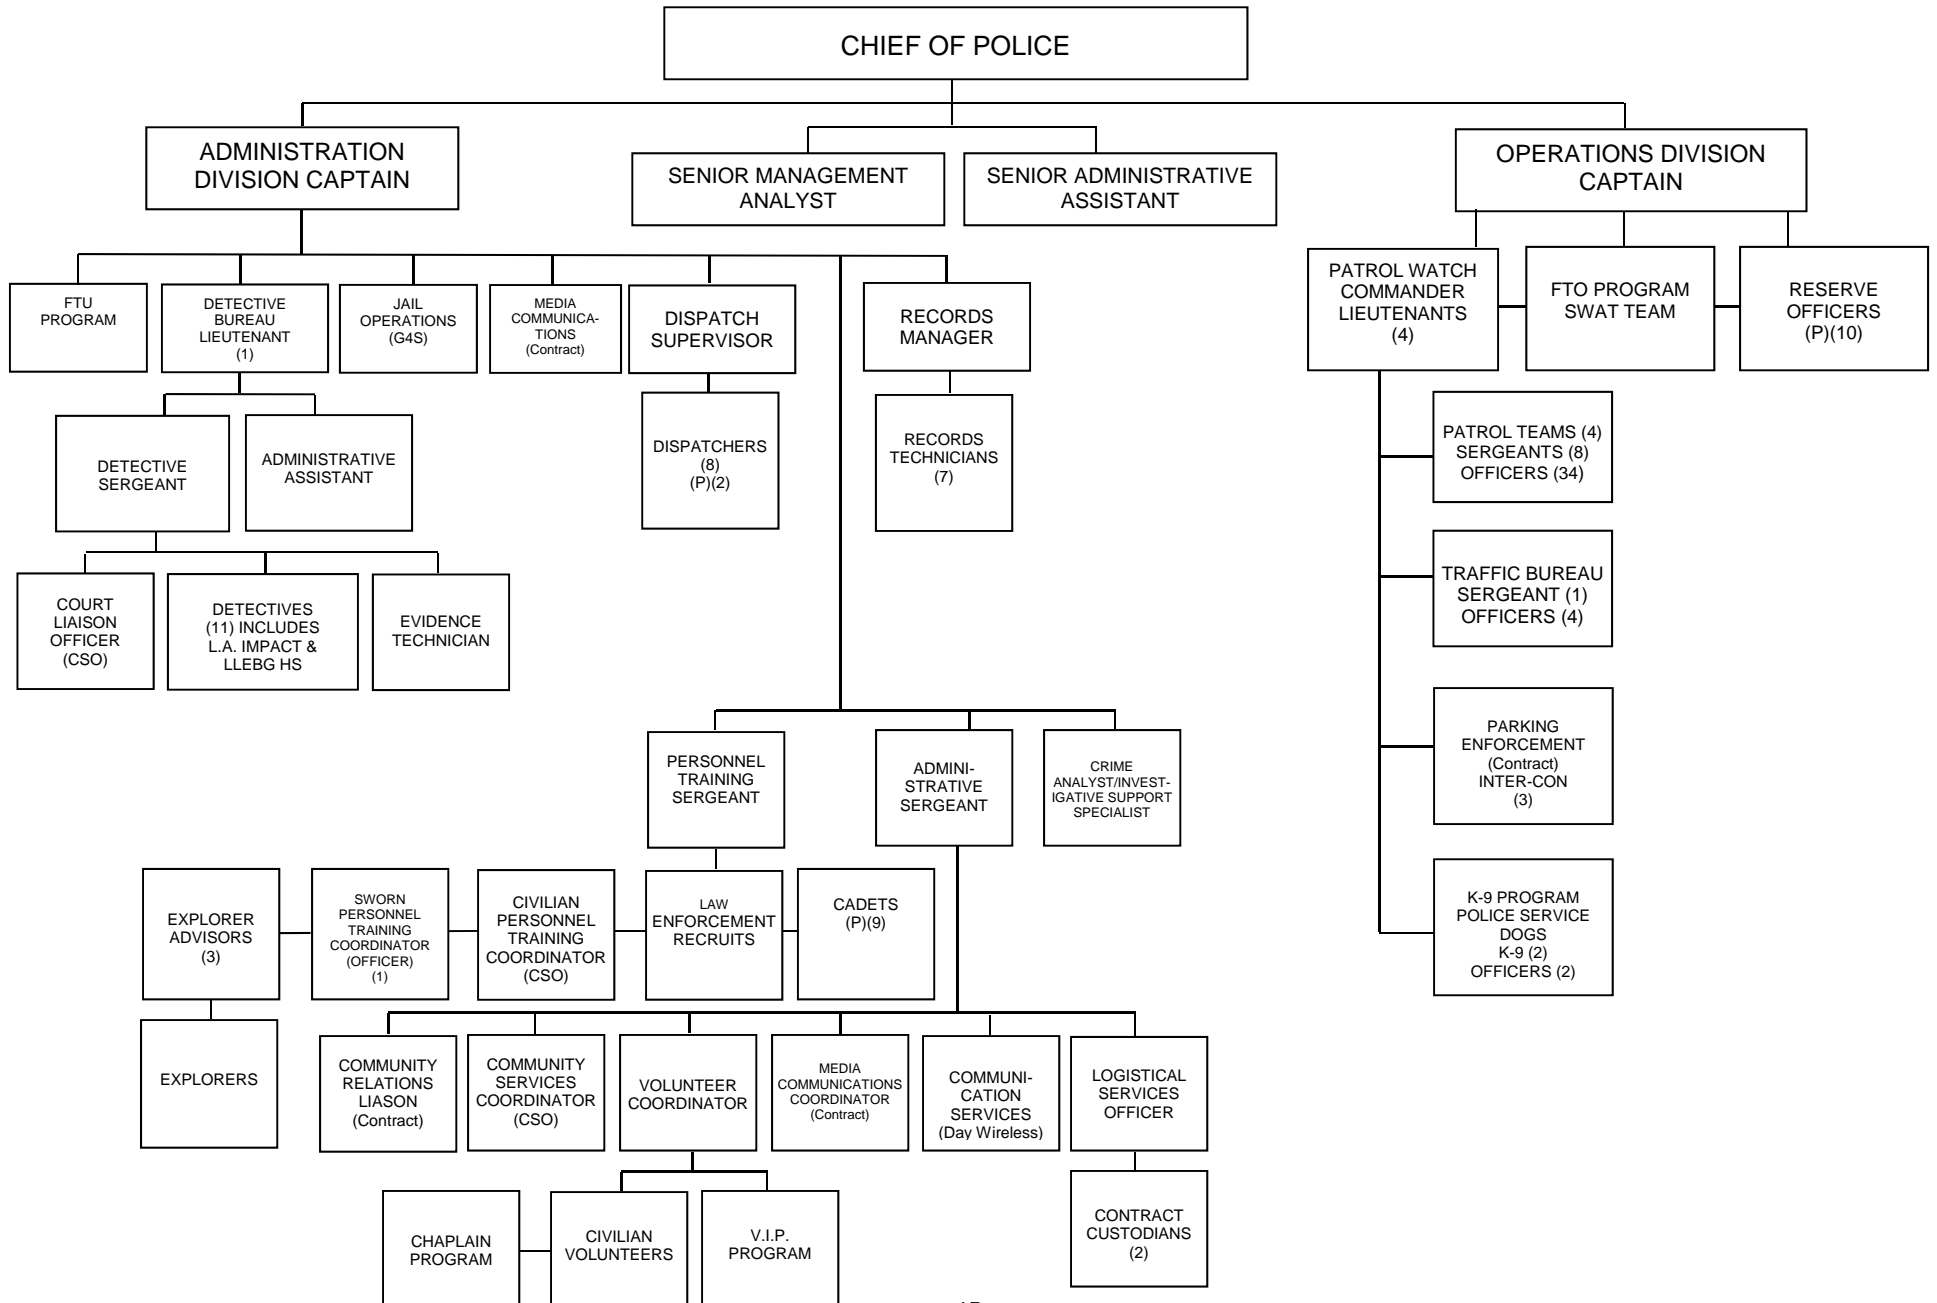 CHIEF OF POLICE
ADMINISTRATION
DIVISION CAPTAIN
SENIOR MANAGEMENT
ANALYST
SENIOR ADMINISTRATIVE
ASSISTANT
OPERATIONS DIVISION
CAPTAIN
FTU
PROGRAM
DETECTIVE
BUREAU
LIEUTENANT
(1)
JAIL
OPERATIONS
(G4S)
MEDIA
COMMUNICA-
TIONS
(Contract)
DISPATCH
SUPERVISOR
RECORDS
MANAGER
PATROL WATCH
COMMANDER
LIEUTENANTS
(4)
FTO PROGRAM
SWAT TEAM
RESERVE
OFFICERS
(P)(10)
DETECTIVE
SERGEANT
ADMINISTRATIVE
ASSISTANT
DISPATCHERS
(8)
(P)(2)
RECORDS
TECHNICIANS
(7)
PATROL TEAMS (4)
SERGEANTS (8)
OFFICERS (34)
COURT
LIAISON
OFFICER
(CSO)
DETECTIVES
(11) INCLUDES
L.A. IMPACT &
LLEBG HS
EVIDENCE
TECHNICIAN
TRAFFIC BUREAU
SERGEANT (1)
OFFICERS (4)
PERSONNEL
TRAINING
SERGEANT
ADMINI-
STRATIVE
SERGEANT
CRIME
ANALYST/INVEST-
IGATIVE SUPPORT
SPECIALIST
PARKING
ENFORCEMENT
(Contract)
INTER-CON
(3)
EXPLORER
ADVISORS
(3)
SWORN
PERSONNEL
TRAINING
COORDINATOR
(OFFICER)
(1)
CIVILIAN
PERSONNEL
TRAINING
COORDINATOR
(CSO)
LAW
ENFORCEMENT
RECRUITS
CADETS
(P)(9)
K-9 PROGRAM
POLICE SERVICE
DOGS
K-9 (2)
OFFICERS (2)
EXPLORERS
COMMUNITY
RELATIONS
LIASON
(Contract)
COMMUNITY
SERVICES
COORDINATOR
(CSO)
VOLUNTEER
COORDINATOR
MEDIA
COMMUNICATIONS
COORDINATOR
(Contract)
COMMUNI-
CATION
SERVICES
(Day Wireless)
LOGISTICAL
SERVICES
OFFICER
CHAPLAIN
PROGRAM
CIVILIAN
VOLUNTEERS
V.I.P.
PROGRAM
CONTRACT
CUSTODIANS
(2)